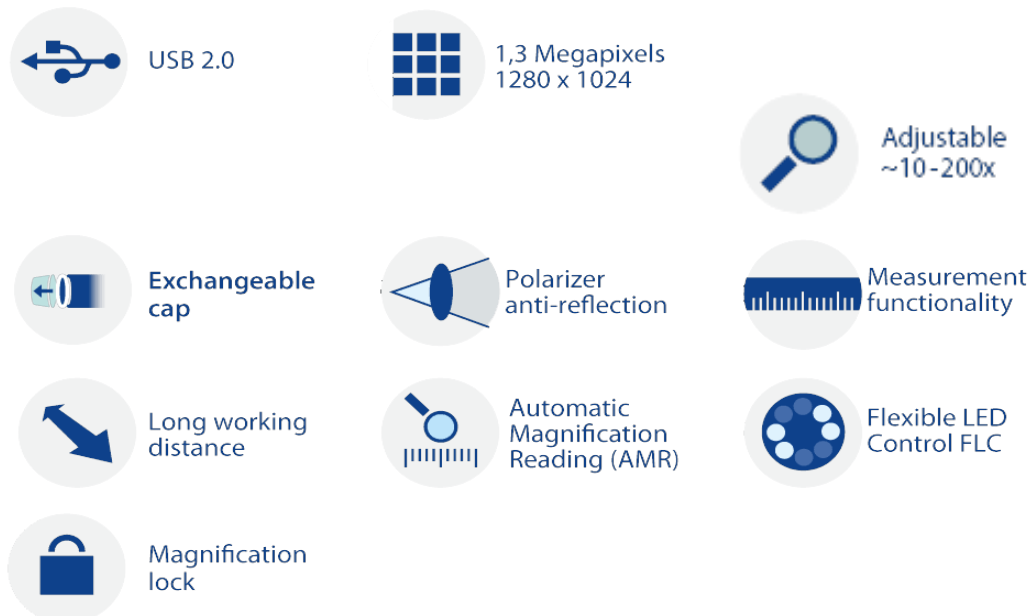 USB 2.0
1,3 Megapixels
1280 x 1024
Adjustable
~10-200x
Exchangeable
cap
Polarizer
anti-reflection
Measurement
functionality
Long working
distance
Automatic
Magnification
Reading (AMR)
Flexible LED
Control FLC
Magnification
lock